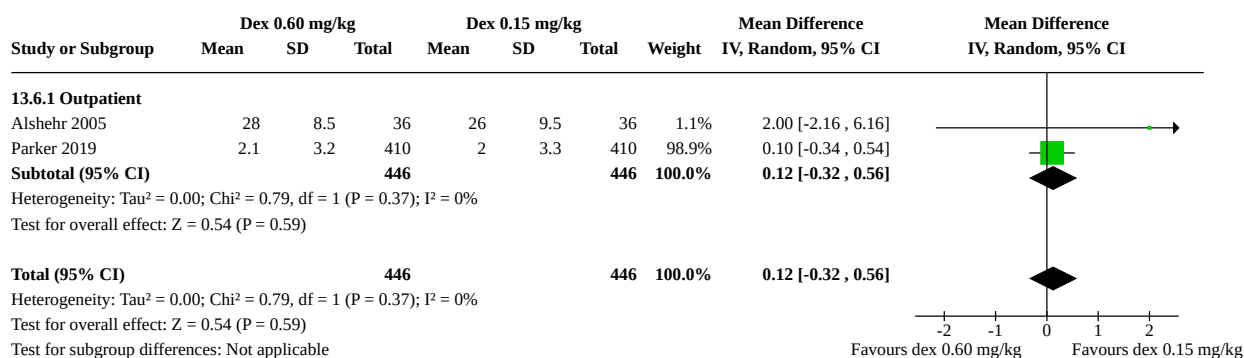 Dex 0.60 mg/kg Dex 0.15 mg/kg Mean Difference Mean Difference
Study or Subgroup Mean SD Total Mean SD Total Weight IV, Random, 95% CI IV, Random, 95% CI
13.6.1 Outpatient
Alshehr 2005 28 8.5 36 26 9.5 36 1.1% 2.00 [-2.16 , 6.16]
Parker 2019 2.1 3.2 410 2 3.3 410 98.9% 0.10 [-0.34 , 0.54]
Subtotal (95% CI) 446 446 100.0% 0.12 [-0.32 , 0.56]
Heterogeneity: Tau² = 0.00; Chi² = 0.79, df = 1 (P = 0.37); I² = 0%
Test for overall effect: Z = 0.54 (P = 0.59)
Total (95% CI) 446 446 100.0% 0.12 [-0.32 , 0.56]
Heterogeneity: Tau² = 0.00; Chi² = 0.79, df = 1 (P = 0.37); I² = 0%
Test for overall effect: Z = 0.54 (P = 0.59) -2 -1 0 1 2
Test for subgroup differences: Not applicable Favours dex 0.60 mg/kg Favours dex 0.15 mg/kg